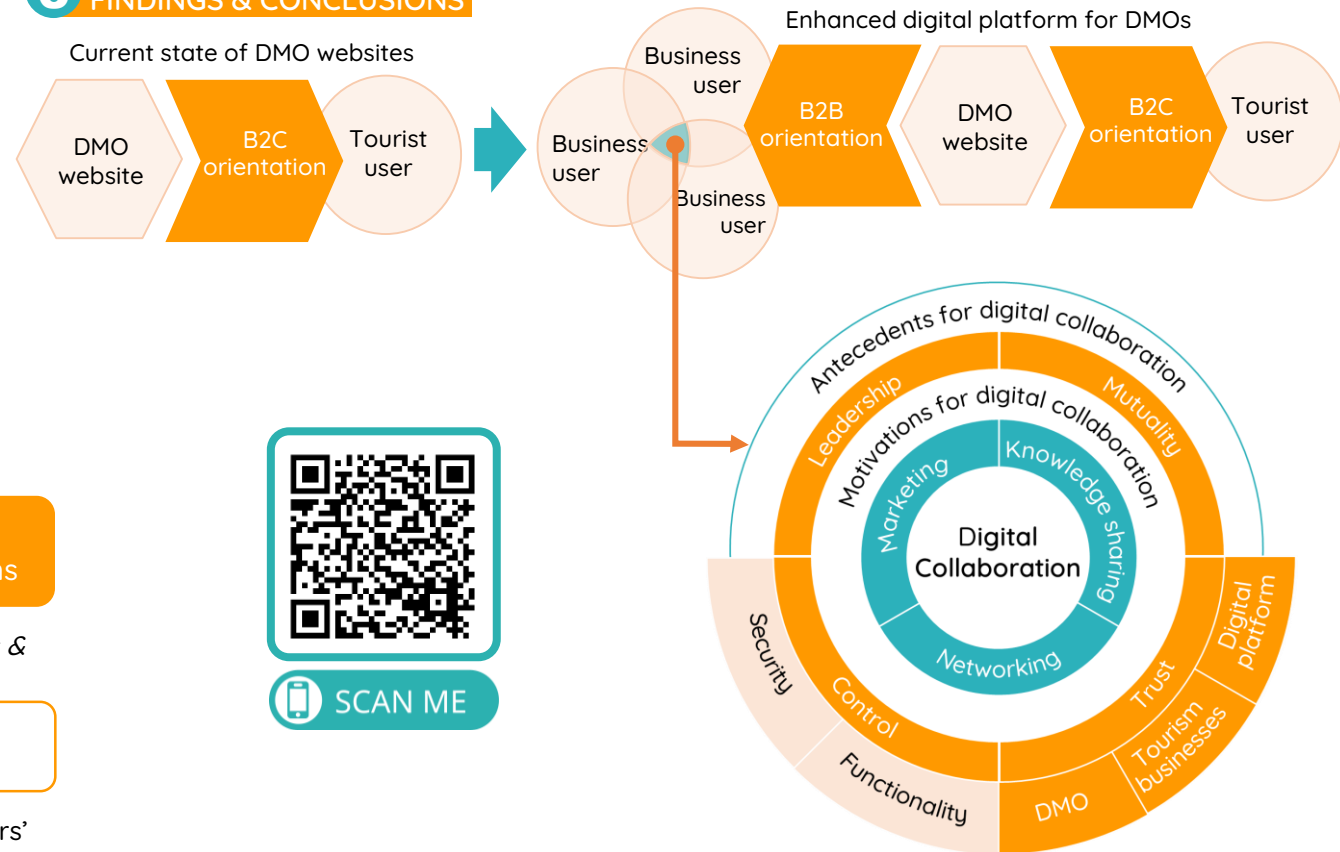 FINDINGS & CONCLUSIONS
Current state of DMO websites
DMO
website
B2C
orientation
Tourist
user
Enhanced digital platform for DMOs
Business
user
Business
user
Business
user
B2B
orientation
DMO
website
B2C
orientation
Tourist
user
Antecedents for digital collaboration
Leadership
Mutuality
Motivations for digital collaboration
Marketing
Knowledge sharing
Networking
Digital
Collaboration
Security
Control
Functionality
Trust
Digital
platform
Tourism
businesses
DMO
SCAN ME
&